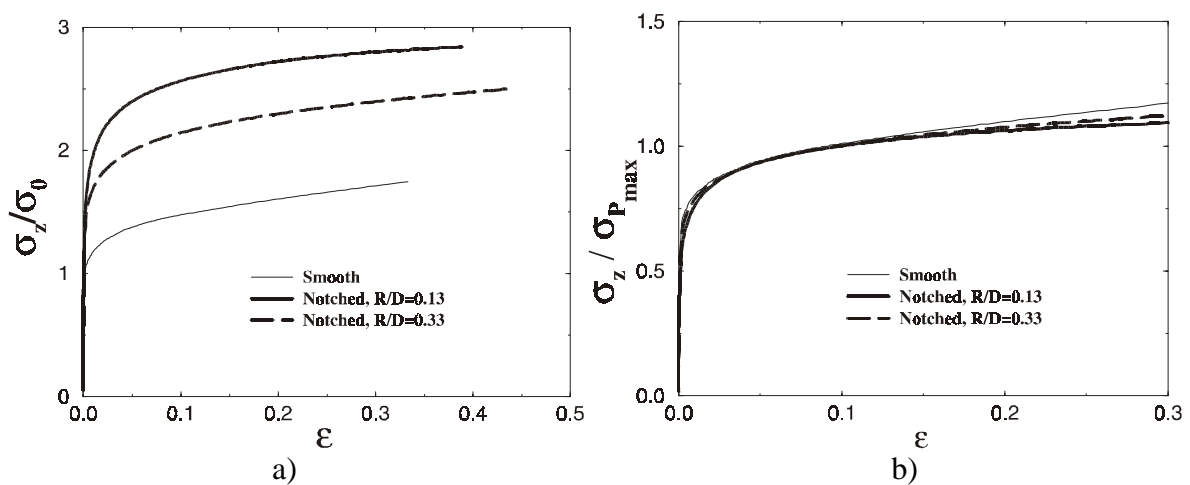 3
2
1
0
σz/σ0
0.0 0.1 0.2 0.3 0.4 0.5
ε
Smooth
Notched, R/D=0.13
Notched, R/D=0.33
a)
1.5
1.0
0.5
0.0
σz / σPmax
0.0 0.1 0.2 0.3
ε
Smooth
Notched, R/D=0.13
Notched, R/D=0.33
b)